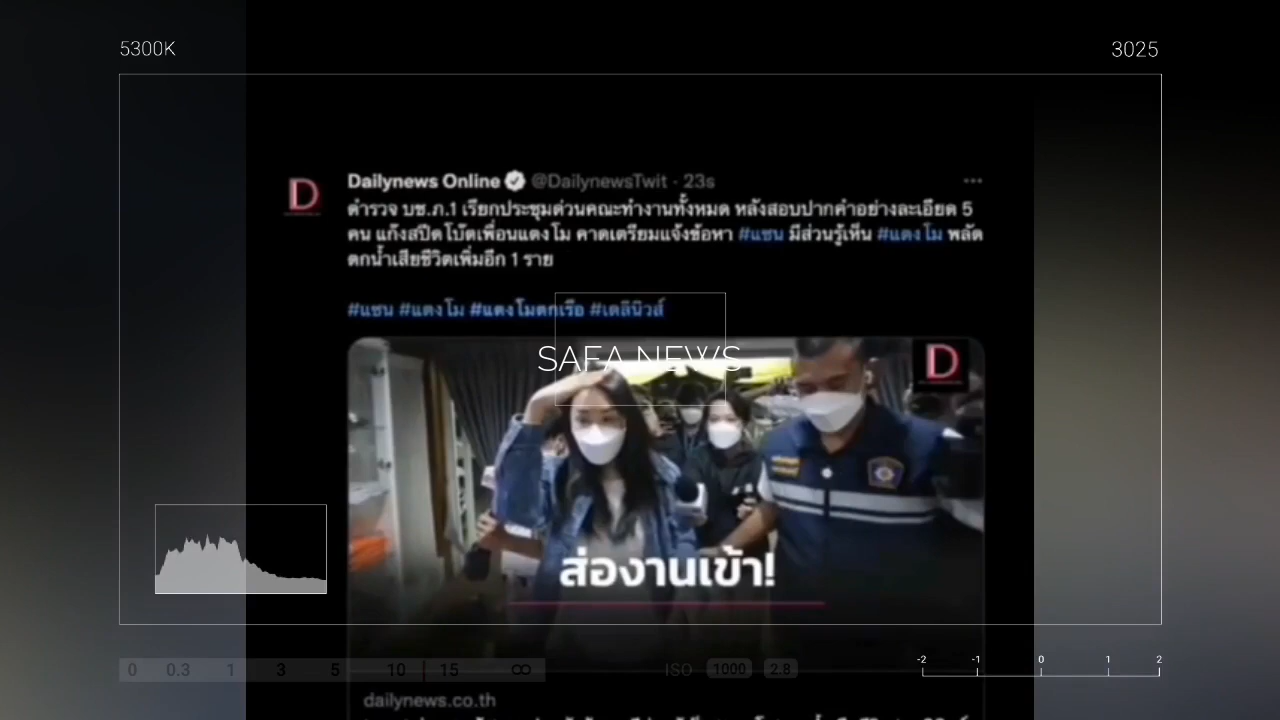 5300K
3025
D
Dailynews Online @DailynewsTwit · 23s
ตำรวจ บช.ภ.1 เรียกประชุมด่วนคณะทำงานทั้งหมด หลังสอบปากคำอย่างละเอียด 5
คน แก๊งสปีดโบ๊ตเพื่อนแตงโม คาดเตรียมแจ้งข้อหา #แซน มีส่วนรู้เห็น #แตงโม พลัด
ตกน้ำเสียชีวิตเพิ่มอีก 1 ราย
#แซน #แตงโม #แตงโมตกเรือ #เดลินิวส์
SAFA NEWS
D
ส่องานเข้า!
0 0.3 1 3 5 10 15 ∞
ISO 1000 2.8
-2 -1 0 1 2
dailynews.co.th